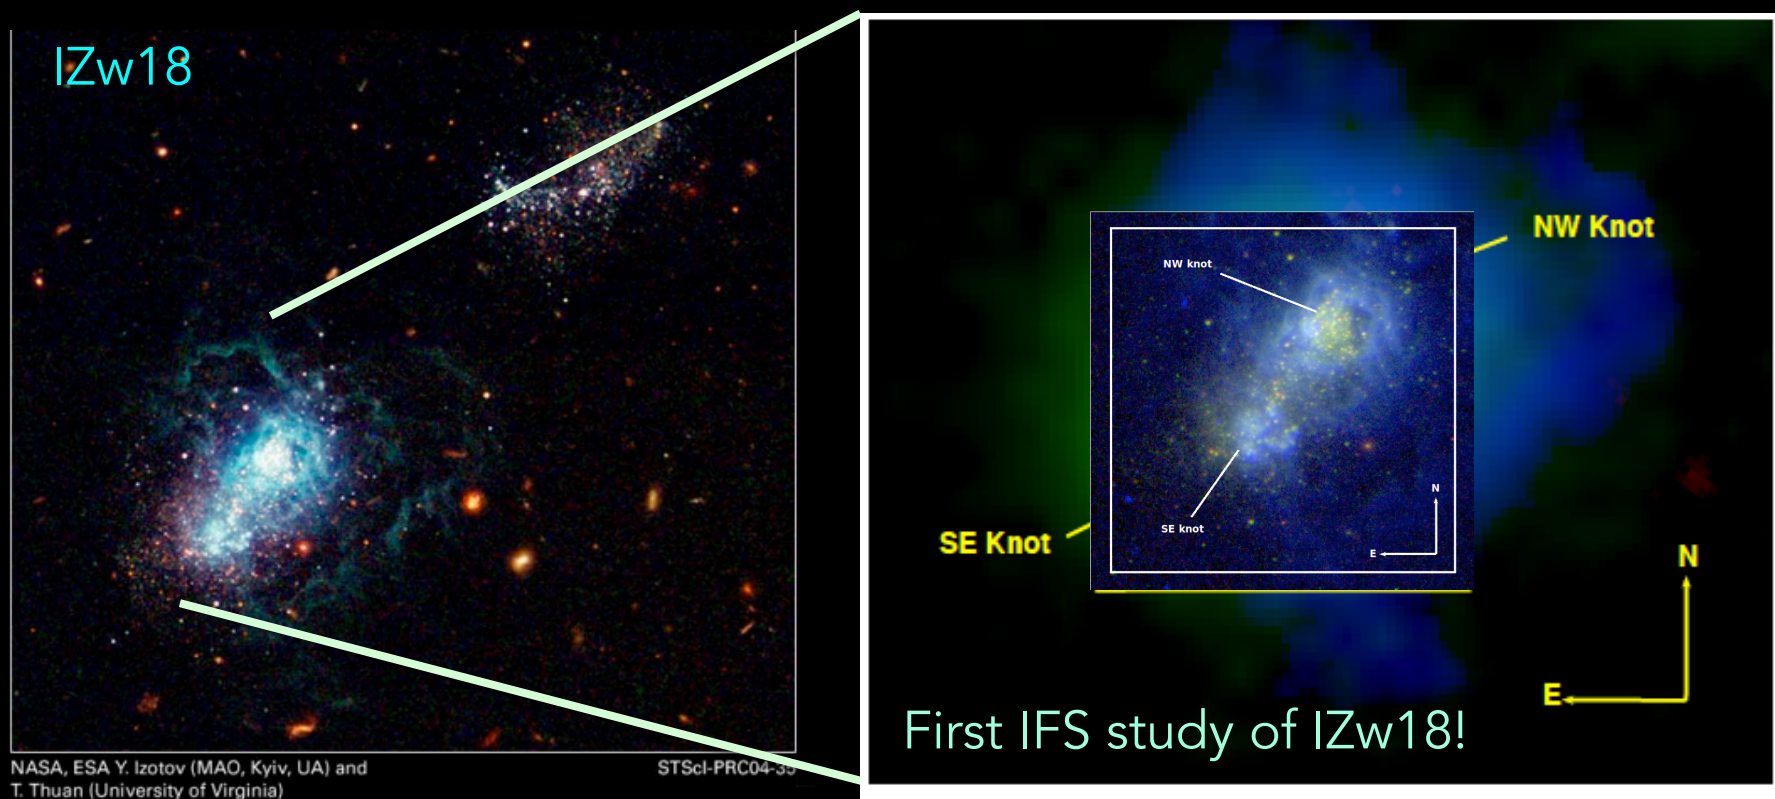 IZw18
NASA, ESA Y. Izotov (MAO, Kyiv, UA) and
T. Thuan (University of Virginia)
STScI-PRC04-35
NW Knot
NW knot
SE knot
N
E
SE Knot
N
E
First IFS study of IZw18!